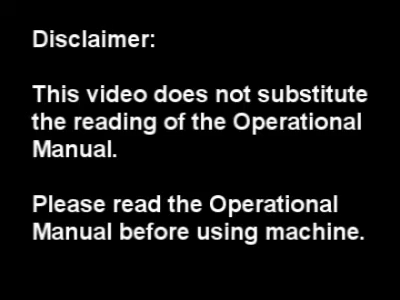 Disclaimer:
This video does not substitute
the reading of the Operational
Manual.
Please read the Operational
Manual before using machine.